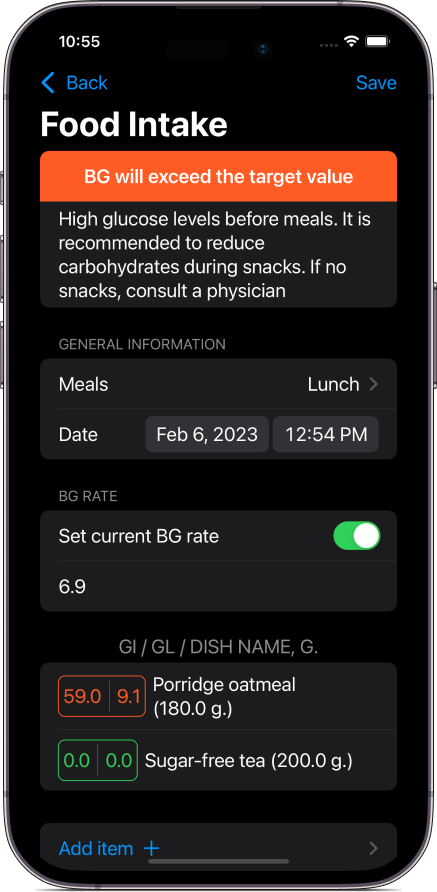 10:55
Back
Save
Food Intake
BG will exceed the target value
High glucose levels before meals. It is
recommended to reduce
carbohydrates during snacks. If no
snacks, consult a physician
GENERAL INFORMATION
Meals
Lunch
Date
Feb 6, 2023
12:54 PM
BG RATE
Set current BG rate
6.9
GI / GL / DISH NAME, G.
59.0 9.1 Porridge oatmeal
(180.0 g.)
0.0 0.0 Sugar-free tea (200.0 g.)
Add item +